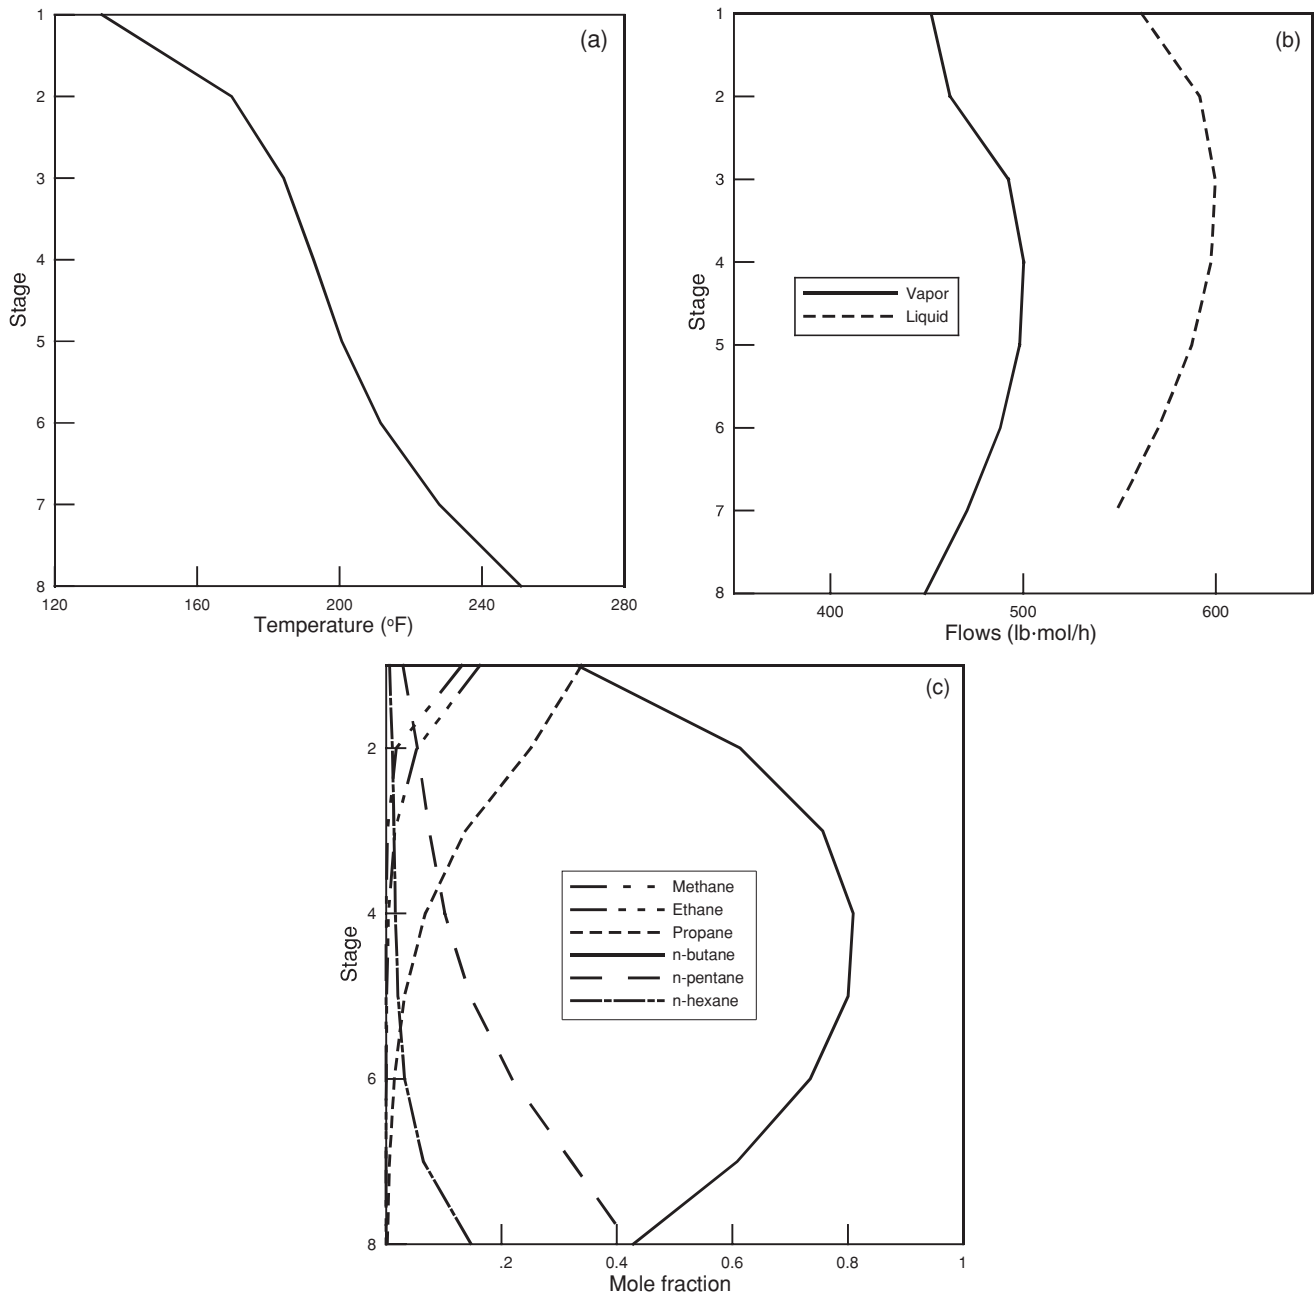 (a)
1
2
3
4
5
6
7
8
Stage
120
160
200
240
280
Temperature (ºF)
(b)
1
2
3
4
5
6
7
8
Stage
Vapor
Liquid
400
500
600
Flows (lb·mol/h)
(c)
2
4
6
8
Stage
Methane
Ethane
Propane
n-butane
n-pentane
n-hexane
.2
0.4
0.6
0.8
1
Mole fraction